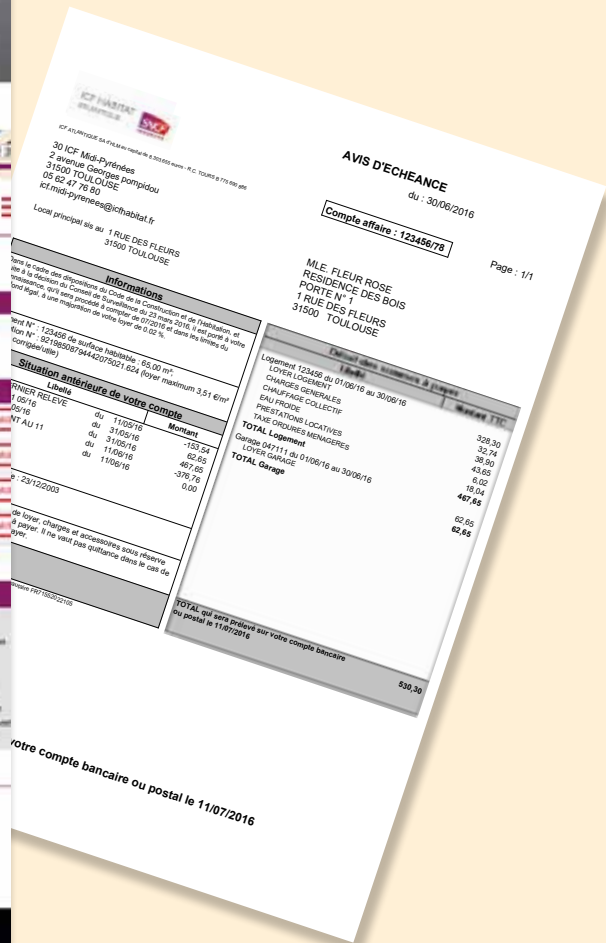 ICF HABITAT
ATLANTIQUE
SNCF
ICF ATLANTIQUE SA d'HLM au capital de
30 ICF Midi-Pyrénées
2 avenue Georges pompidou
31500 TOULOUSE
05 62 47 76 80
icf.midi-pyrenees@icfhabitat.fr
Local principal sis au 1 RUE DES FLEURS
31500 TOULOUSE
AVIS D'ECHEANCE
du : 30/06/2016
Compte affaire : 123456/78
Page : 1/1
MLE. FLEUR ROSE
RESIDENCE DES BOIS
PORTE N° 1
1 RUE DES FLEURS
31500 TOULOUSE
Informations
Dans le cadre des dispositions du Code de la Construction et de l'Habitation, et
à la décision du Conseil de Surveillance du 23 mars 2016, il est porté à votre
connaissance, qu'il sera procédé à compter de 07/2016 et dans les limites du
légal, à une majoration de votre loyer de 0.02 %.
N° : 123456 de surface habitable : 65,00 m²;
N° : 92198508794442075021.624 (loyer maximum 3,51 €/m²
corrigée/utile)
Situation antérieure de votre compte
Libellé Montant
RELEVE du 11/05/16 -153,54
05/16 du 31/05/16 62,65
05/16 du 31/05/16 467,65
AU 11 du 11/06/16 -376,76
du 11/06/16 0,00
: 23/12/2003
de loyer, charges et accessoires sous réserve
à payer. Il ne vaut pas quittance dans le cas de
Détail des sommes à payer
Libellé Montant TTC
Logement 123456 du 01/06/16 au 30/06/16
LOYER LOGEMENT 328,30
CHARGES GENERALES 32,74
CHAUFFAGE COLLECTIF 38,90
EAU FROIDE 43,65
PRESTATIONS LOCATIVES 6,02
TAXE ORDURES MENAGERES 18,04
TOTAL Logement 467,65
Garage 047111 du 01/06/16 au 30/06/16
LOYER GARAGE 62,65
TOTAL Garage 62,65
TOTAL qui sera prélevé sur votre compte bancaire
ou postal le 11/07/2016 530,30
votre compte bancaire ou postal le 11/07/2016